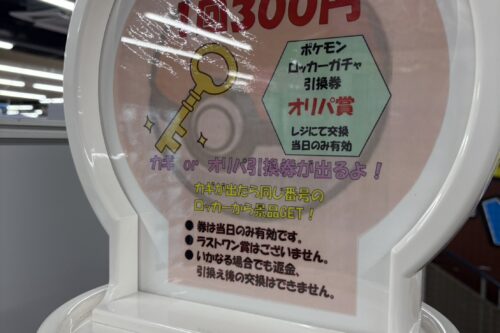 1回300円
ポケモン
ロッカーガチャ
引換券
オリパ賞
レジにて交換
当日のみ有効
カギ or オリパ引換券が出るよ！
カギが出たら同じ番号の
ロッカーから景品GET！
● 券は当日のみ有効です。
● ラストワン賞はございません。
● いかなる場合でも返金、
引換え後の交換はできません。